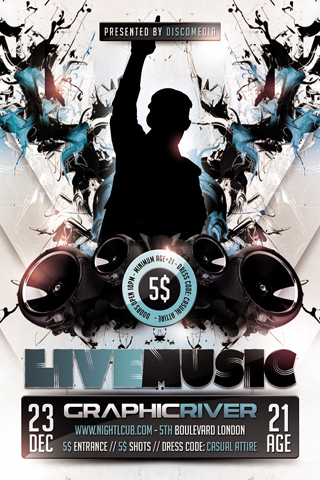 PRESENTED BY DISCOMEDIA
DOORS OPEN 10PM - MINIMUM AGE+21 - DRESS CODE: CASUAL ATTIRE -
5$
LIVEMUSIC
23
DEC
GRAPHICRIVER
WWW.NIGHTLCUB.COM - 5TH BOULEVARD LONDON
5$ ENTRANCE // 5$ SHOTS // DRESS CODE: CASUAL ATTIRE
21
AGE